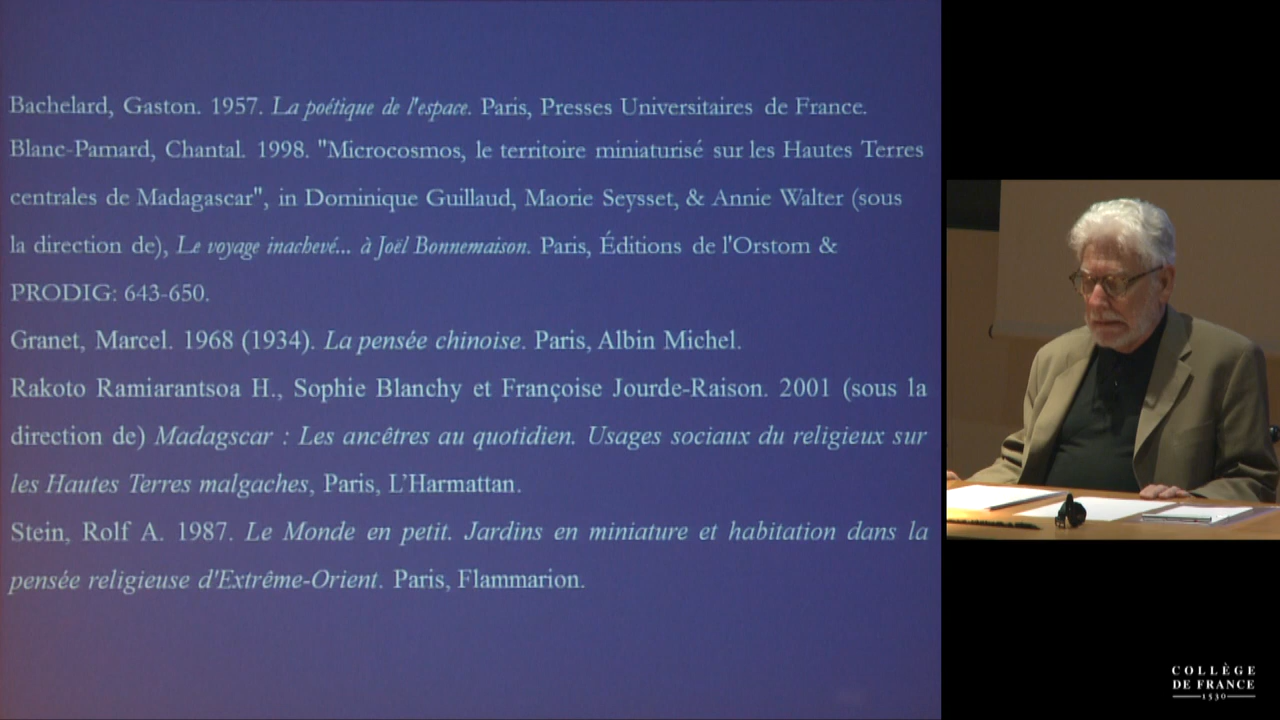 Bachelard, Gaston. 1957. La poétique de l'espace. Paris, Presses Universitaires de France.
Blanc-Pamard, Chantal. 1998. "Microcosmos, le territoire miniaturisé sur les Hautes Terres
centrales de Madagascar", in Dominique Guillaud, Maorie Seysset, & Annie Walter (sous
la direction de), Le voyage inachevé... à Joël Bonnemaison. Paris, Éditions de l'Orstom &
PRODIG: 643-650.
Granet, Marcel. 1968 (1934). La pensée chinoise. Paris, Albin Michel.
Rakoto Ramiarantsoa H., Sophie Blanchy et Françoise Jourde-Raison. 2001 (sous la
direction de) Madagscar : Les ancêtres au quotidien. Usages sociaux du religieux sur
les Hautes Terres malgaches, Paris, L’Harmattan.
Stein, Rolf A. 1987. Le Monde en petit. Jardins en miniature et habitation dans la
pensée religieuse d'Extrême-Orient. Paris, Flammarion.
COLLÈGE
DE FRANCE
1530